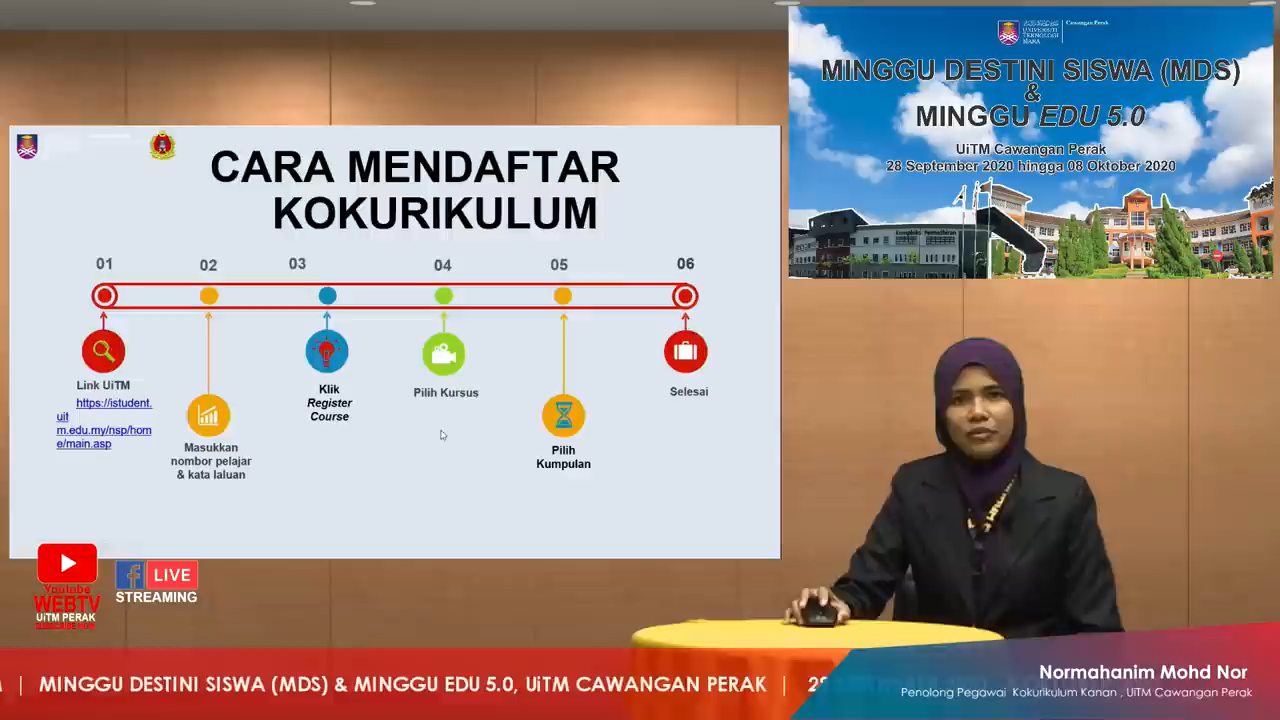 CARA MENDAFTAR
KOKURIKULUM
01
02
03
04
05
06
Link UiTM
https://istudent.
uit
m.edu.my/nsp/hom
e/main.asp
Masukkan
nombor pelajar
& kata laluan
Klik
Register
Course
Pilih Kursus
Pilih
Kumpulan
Selesai
UNIVERSITI
TEKNOLOGI
MARA
Cawangan Perak
MINGGU DESTINI SISWA (MDS)
&
MINGGU EDU 5.0
UiTM Cawangan Perak
28 September 2020 hingga 08 Oktober 2020
Youtube
WEBTV
UiTM PERAK
LIVE
STREAMING
| MINGGU DESTINI SISWA (MDS) & MINGGU EDU 5.0, UiTM CAWANGAN PERAK |
Normahanim Mohd Nor
Penolong Pegawai Kokurikulum Kanan , UiTM Cawangan Perak